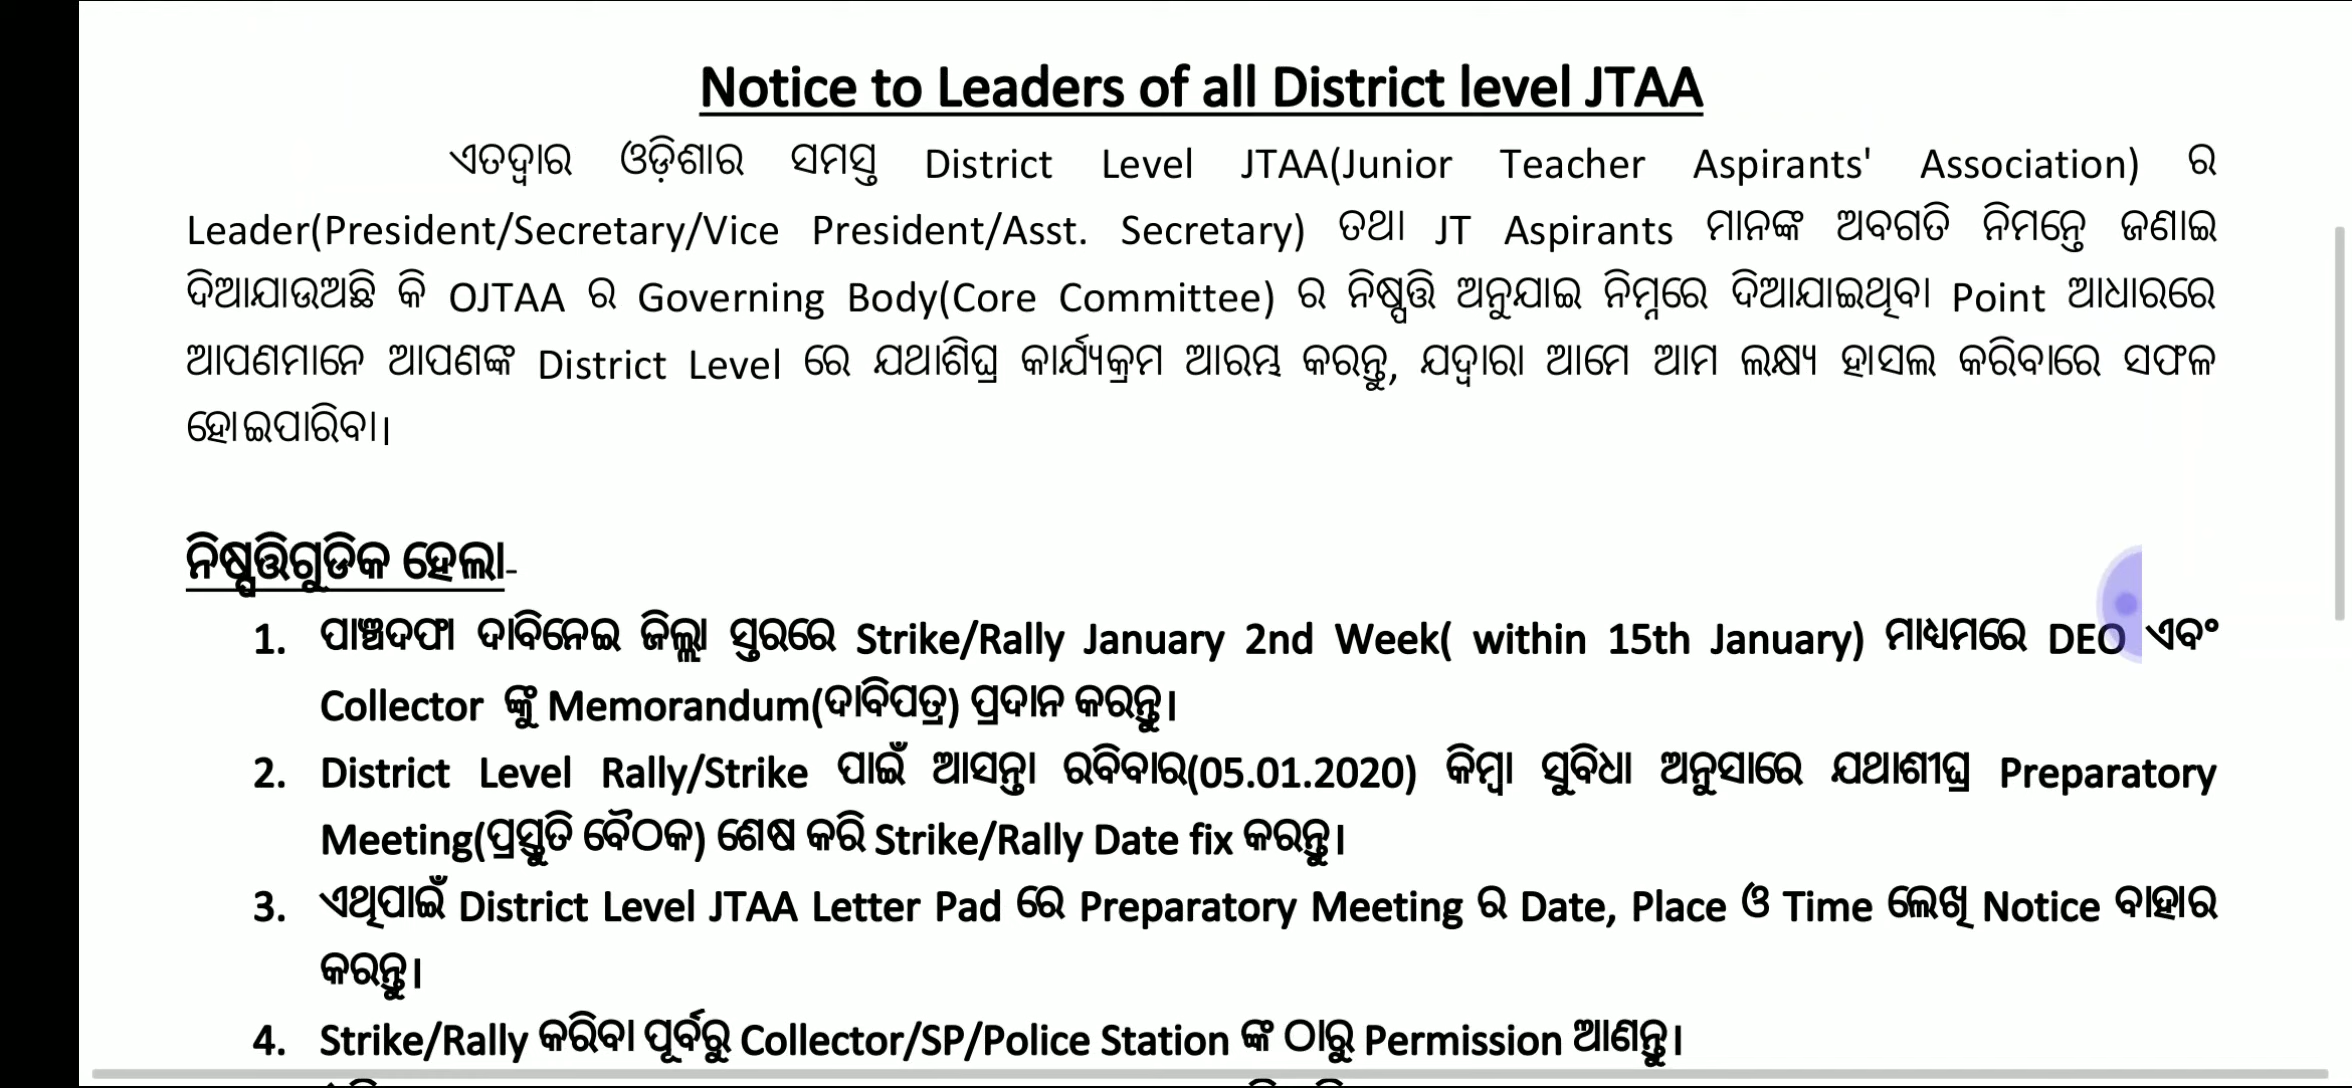 Notice to Leaders of all District level JTAA
ଏତଦ୍ୱାର ଓଡ଼ିଶାର ସମସ୍ତ District Level JTAA(Junior Teacher Aspirants' Association) ର
Leader(President/Secretary/Vice President/Asst. Secretary) ତଥା JT Aspirants ମାନଙ୍କ ଅବଗତି ନିମନ୍ତେ ଜଣାଇ
ଦିଆଯାଉଅଛି କି OJTAA ର Governing Body(Core Committee) ର ନିଷ୍ପତ୍ତି ଅନୁଯାଇ ନିମ୍ନରେ ଦିଆଯାଇଥିବା Point ଆଧାରରେ
ଆପଣମାନେ ଆପଣଙ୍କ District Level ରେ ଯଥାଶିଘ୍ର କାର୍ଯ୍ୟକ୍ରମ ଆରମ୍ଭ କରନ୍ତୁ, ଯଦ୍ୱାରା ଆମେ ଆମ ଲକ୍ଷ୍ୟ ହାସଲ କରିବାରେ ସଫଳ
ହୋଇପାରିବା।
ନିଷ୍ପତ୍ତିଗୁଡିକ ହେଲା-
1. ପାଞ୍ଚଦଫା ଦାବିନେଇ ଜିଲ୍ଲା ସ୍ତରରେ Strike/Rally January 2nd Week( within 15th January) ମାଧ୍ୟମରେ DEO ଏବଂ
Collector ଙ୍କୁ Memorandum(ଦାବିପତ୍ର) ପ୍ରଦାନ କରନ୍ତୁ।
2. District Level Rally/Strike ପାଇଁ ଆସନ୍ତା ରବିବାର(05.01.2020) କିମ୍ବା ସୁବିଧା ଅନୁସାରେ ଯଥାଶୀଘ୍ର Preparatory
Meeting(ପ୍ରସ୍ତୁତି ବୈଠକ) ଶେଷ କରି Strike/Rally Date fix କରନ୍ତୁ।
3. ଏଥିପାଇଁ District Level JTAA Letter Pad ରେ Preparatory Meeting ର Date, Place ଓ Time ଲେଖି Notice ବାହାର
କରନ୍ତୁ।
4. Strike/Rally କରିବା ପୂର୍ବରୁ Collector/SP/Police Station ଙ୍କ ଠାରୁ Permission ଆଣନ୍ତୁ।